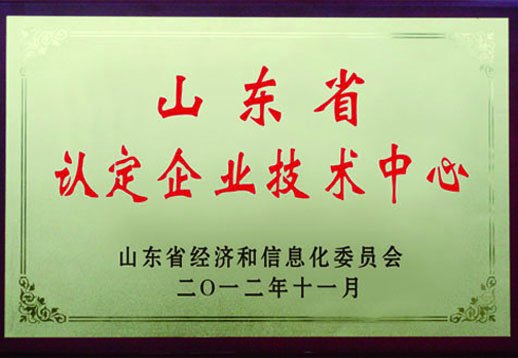 山东省
认定企业技术中心
山东省经济和信息化委员会
二〇一二年十一月